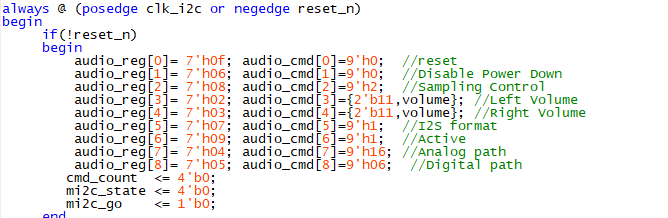 always @ (posedge clk_i2c or negedge reset_n)
begin
if(!reset_n)
begin
audio_reg[0]= 7'h0f; audio_cmd[0]=9'h0; //reset
audio_reg[1]= 7'h06; audio_cmd[1]=9'h0; //Disable Power Down
audio_reg[2]= 7'h08; audio_cmd[2]=9'h2; //Sampling Control
audio_reg[3]= 7'h02; audio_cmd[3]={2'b11,volume}; //Left Volume
audio_reg[4]= 7'h03; audio_cmd[4]={2'b11,volume}; //Right Volume
audio_reg[5]= 7'h07; audio_cmd[5]=9'h1; //I2S format
audio_reg[6]= 7'h09; audio_cmd[6]=9'h1; //Active
audio_reg[7]= 7'h04; audio_cmd[7]=9'h16; //Analog path
audio_reg[8]= 7'h05; audio_cmd[8]=9'h06; //Digital path
cmd_count <= 4'b0;
mi2c_state <= 4'b0;
mi2c_go <= 1'b0;
end